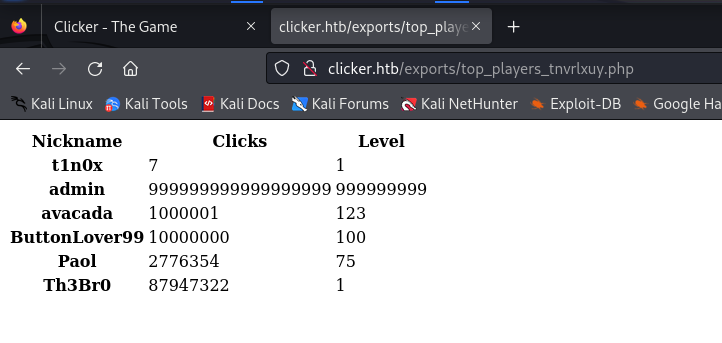 Clicker - The Game
clicker.htb/exports/top_playe
clicker.htb/exports/top_players_tnvrlxuy.php
Kali Linux Kali Tools Kali Docs Kali Forums Kali NetHunter Exploit-DB Google Ha
Nickname Clicks Level
t1n0x 7 1
admin 999999999999999999 999999999
avacada 1000001 123
ButtonLover99 10000000 100
Paol 2776354 75
Th3Br0 87947322 1